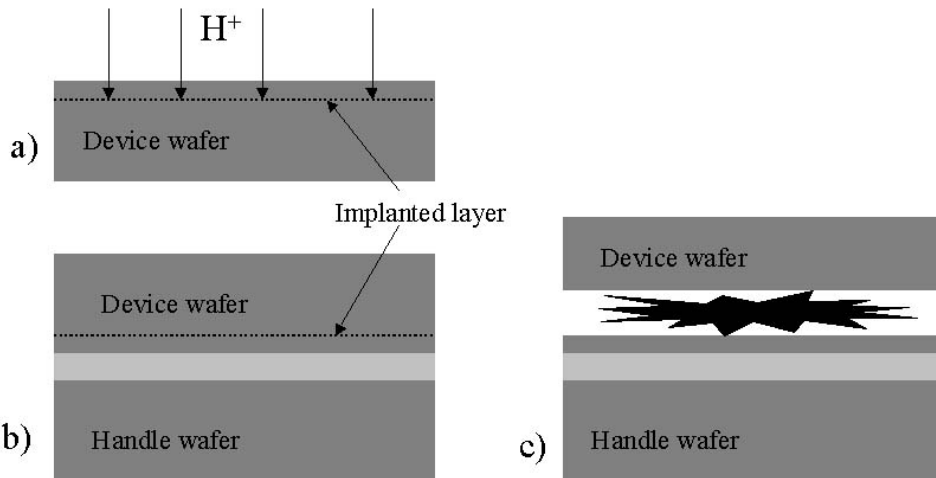 H+
Device wafer
a)
Implanted layer
Device wafer
b)
Handle wafer
Device wafer
c)
Handle wafer